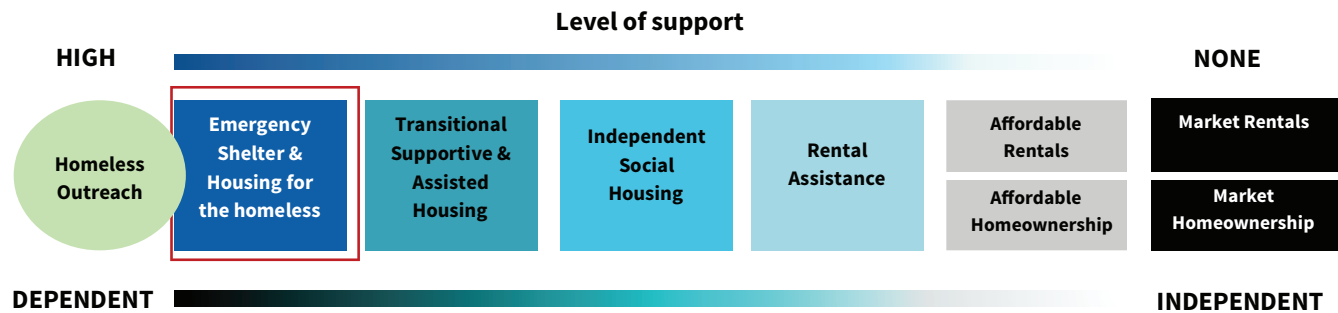 Level of support
HIGH
NONE
Homeless
Outreach
Emergency
Shelter &
Housing for
the homeless
Transitional
Supportive &
Assisted
Housing
Independent
Social
Housing
Rental
Assistance
Affordable
Rentals
Affordable
Homeownership
Market Rentals
Market
Homeownership
DEPENDENT
INDEPENDENT